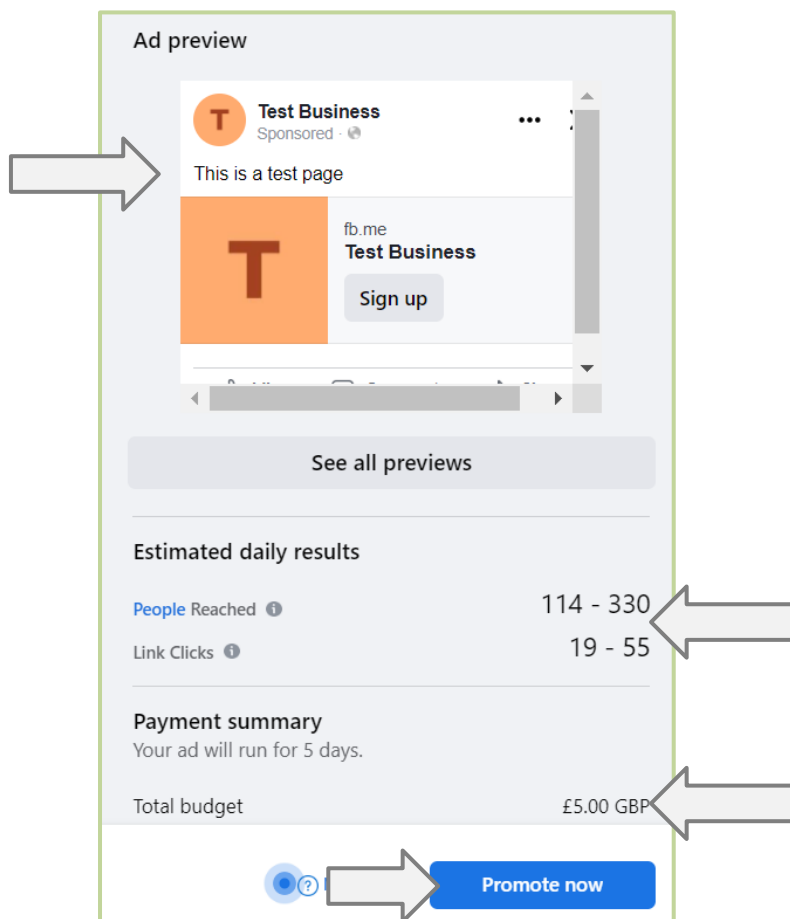 Ad preview
T
Test Business
Sponsored ·
This is a test page
T
fb.me
Test Business
Sign up
See all previews
Estimated daily results
People Reached
114 - 330
Link Clicks
19 - 55
Payment summary
Your ad will run for 5 days.
Total budget
£5.00 GBP
?
Promote now